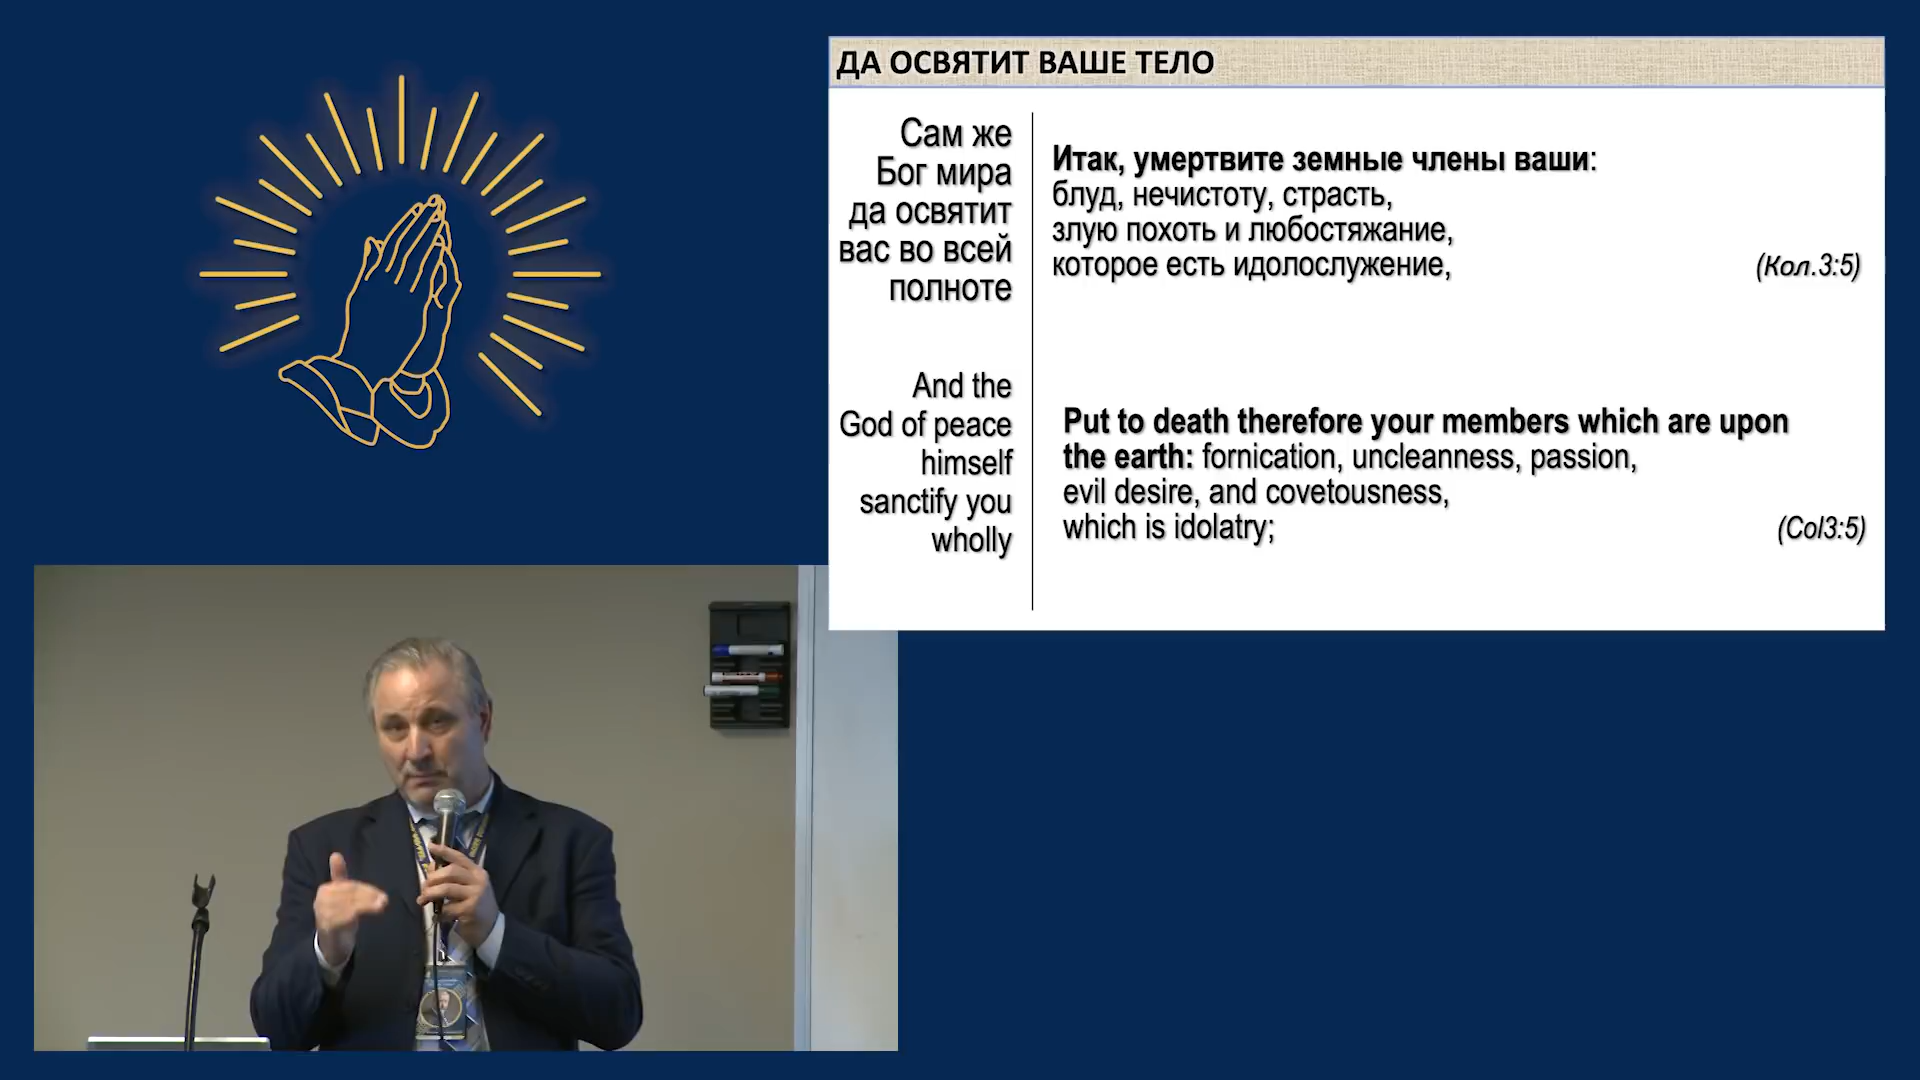 ДА ОСВЯТИТ ВАШЕ ТЕЛО
Сам же
Бог мира
да освятит
вас во всей
полноте
Итак, умертвите земные члены ваши:
блуд, нечистоту, страсть,
злую похоть и любостяжание,
которое есть идолослужение,
(Кол.3:5)
And the
God of peace
himself
sanctify you
wholly
Put to death therefore your members which are upon
the earth: fornication, uncleanness, passion,
evil desire, and covetousness,
which is idolatry;
(Col3:5)